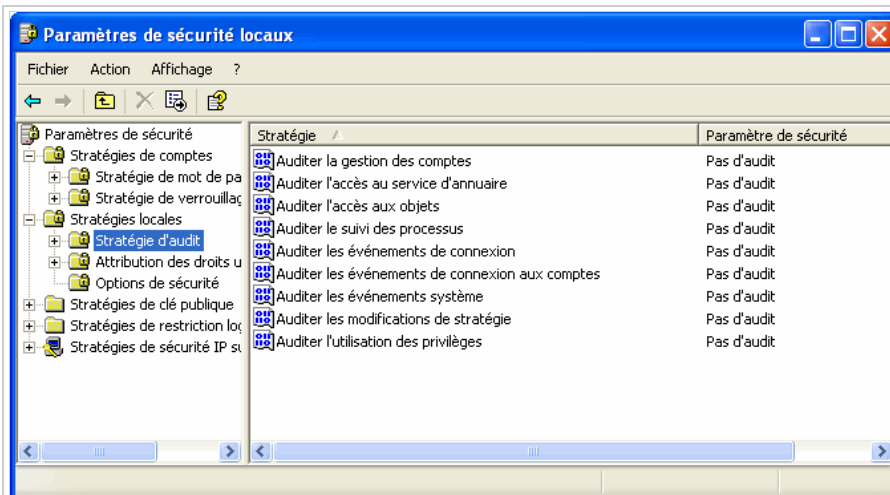 Paramètres de sécurité locaux
Fichier Action Affichage ?
Paramètres de sécurité
Stratégies de comptes
Stratégie de mot de pa
Stratégie de verrouillag
Stratégies locales
Stratégie d'audit
Attribution des droits u
Options de sécurité
Stratégies de clé publique
Stratégies de restriction log
Stratégies de sécurité IP su
Stratégie Paramètre de sécurité
Auditer la gestion des comptes Pas d'audit
Auditer l'accès au service d'annuaire Pas d'audit
Auditer l'accès aux objets Pas d'audit
Auditer le suivi des processus Pas d'audit
Auditer les événements de connexion Pas d'audit
Auditer les événements de connexion aux comptes Pas d'audit
Auditer les événements système Pas d'audit
Auditer les modifications de stratégie Pas d'audit
Auditer l'utilisation des privilèges Pas d'audit